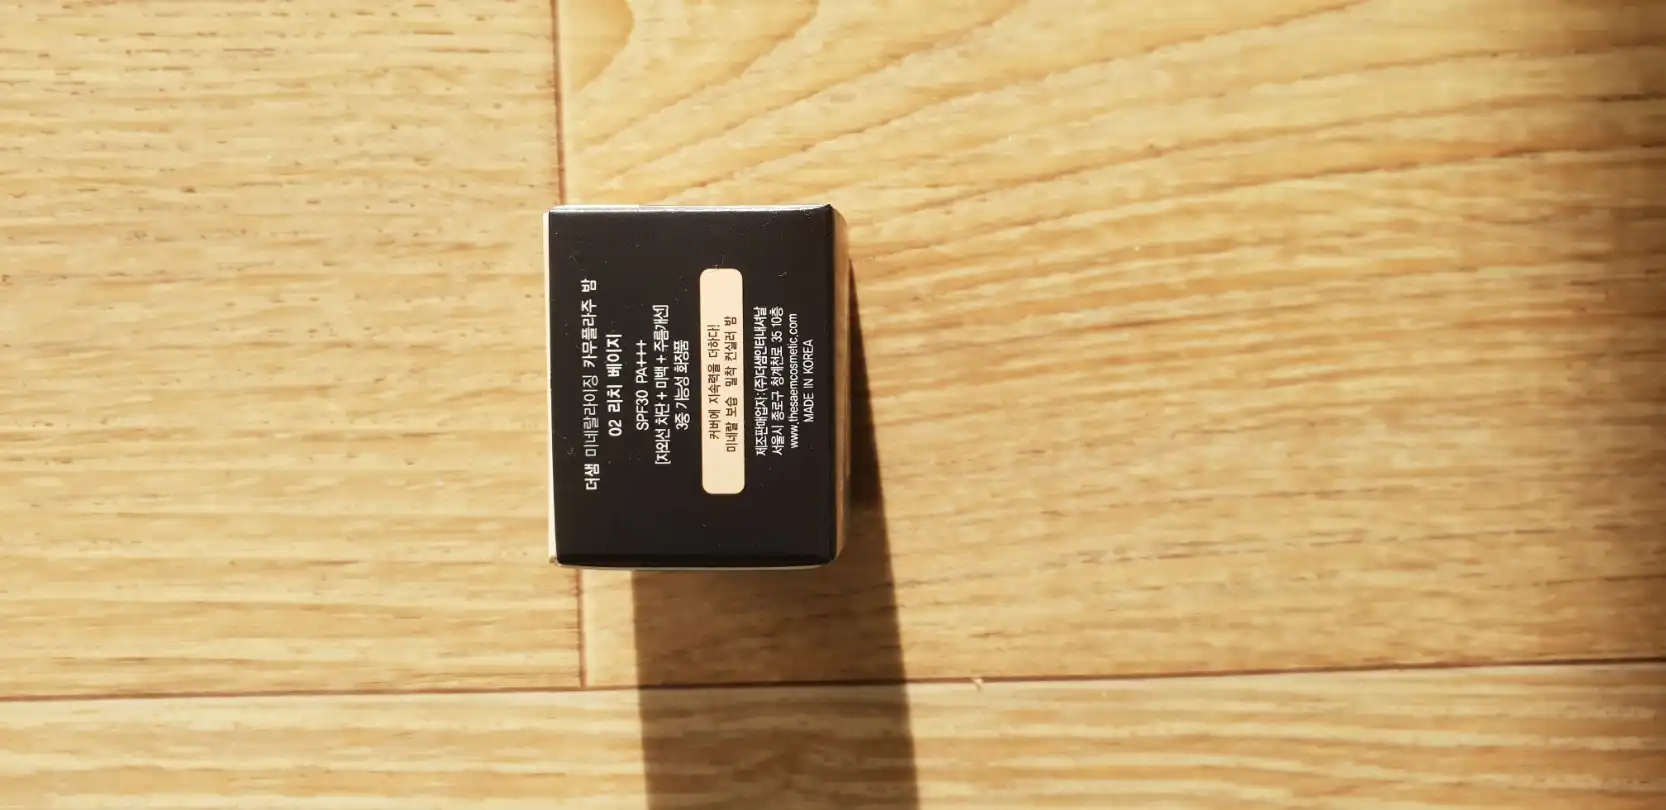 더샘 미네랄라이징 카무플라주 밤
02 리치 베이지
SPF30 PA+++
[자외선 차단 + 미백 + 주름개선]
3중 기능성 화장품
커버에 지속력을 더하다!
미네랄 보습 밀착 컨실러 밤
제조판매업자:(주)더샘인터내셔날
서울시 종로구 청계천로 35 10층
www.thesaemcosmetic.com
MADE IN KOREA